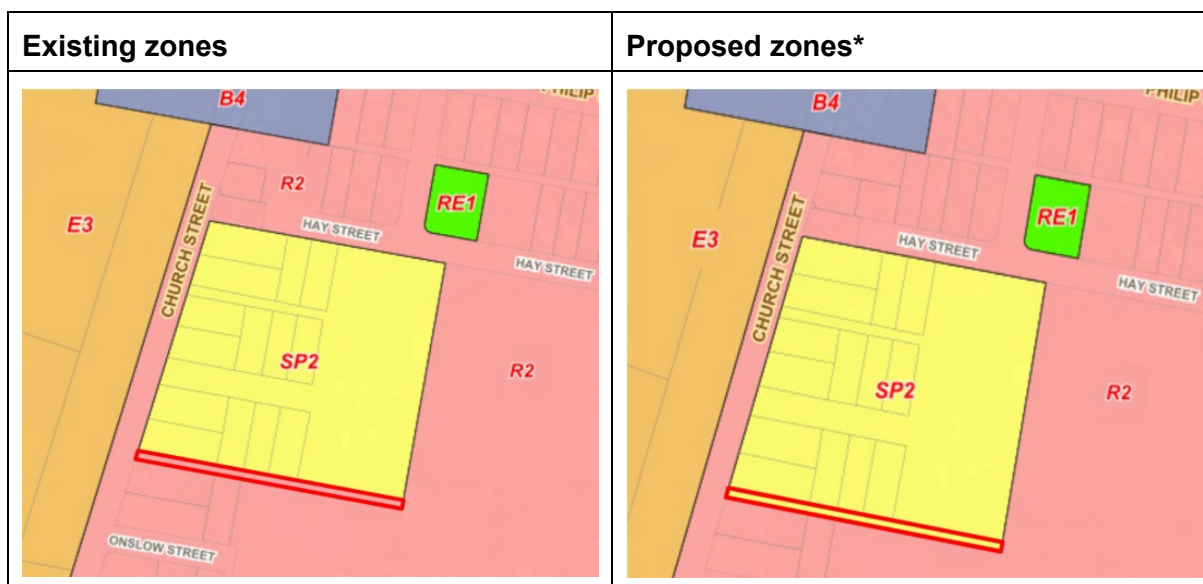 Existing zones
Proposed zones*
B4
PHILIP
R2
RE1
E3
CHURCH STREET
HAY STREET
HAY STREET
SP2
R2
ONSLOW STREET
B4
PHILIP
RE1
E3
CHURCH STREET
HAY STREET
HAY STREET
SP2
R2